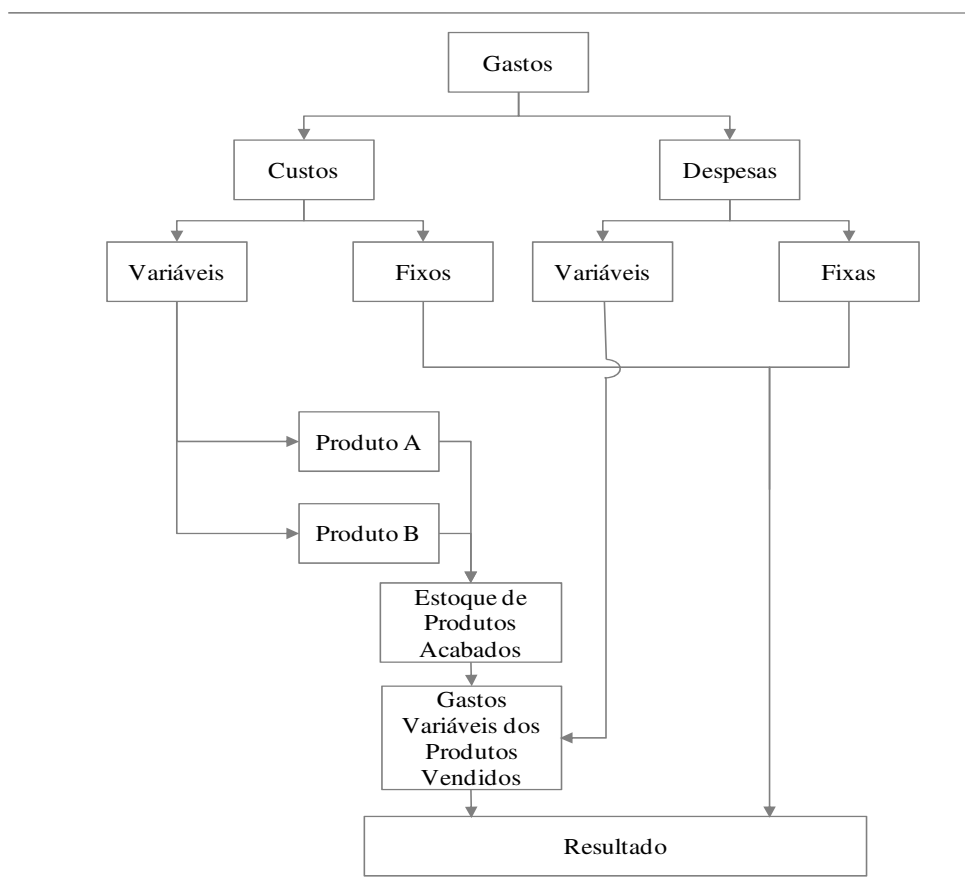 Gastos
Custos
Despesas
Variáveis
Fixos
Variáveis
Fixas
Produto A
Produto B
Estoque de
Produtos
Acabados
Gastos
Variáveis dos
Produtos
Vendidos
Resultado